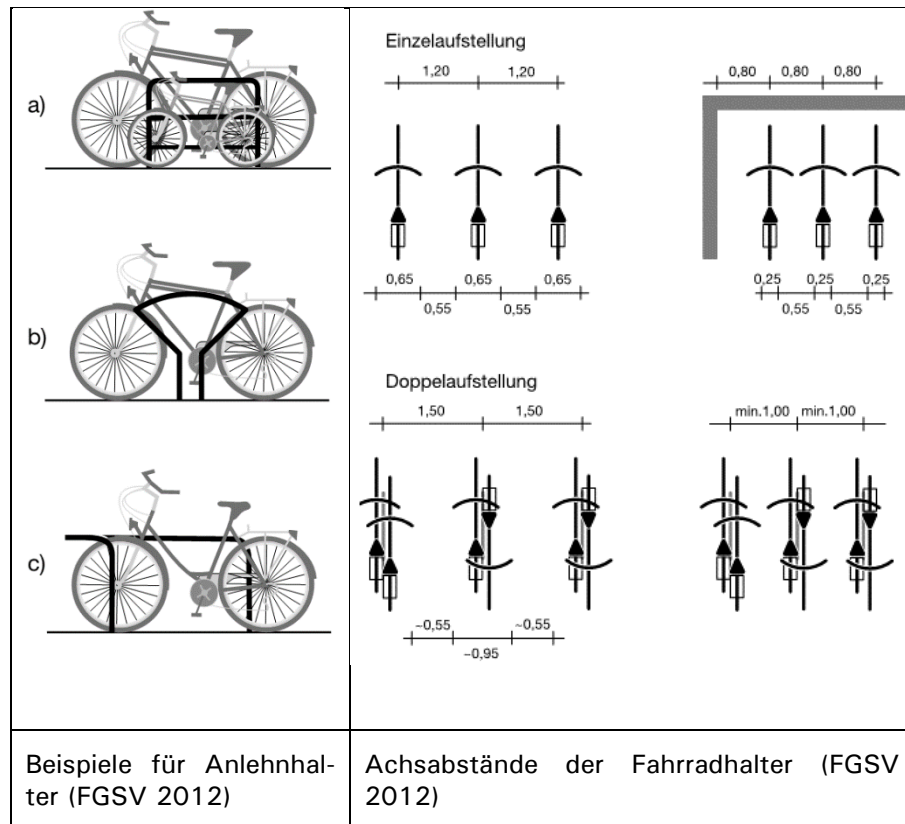 a)
b)
c)
Einzelaufstellung
1,20 1,20
0,65 0,65 0,65
0,55 0,55
0,80 0,80 0,80
0,25 0,25 0,25
0,55 0,55
Doppelaufstellung
1,50 1,50
~0,55 ~0,55
~0,95
min.1,00 min.1,00
Beispiele für Anlehnhal-
ter (FGSV 2012)
Achsabstände der Fahrradhalter (FGSV
2012)